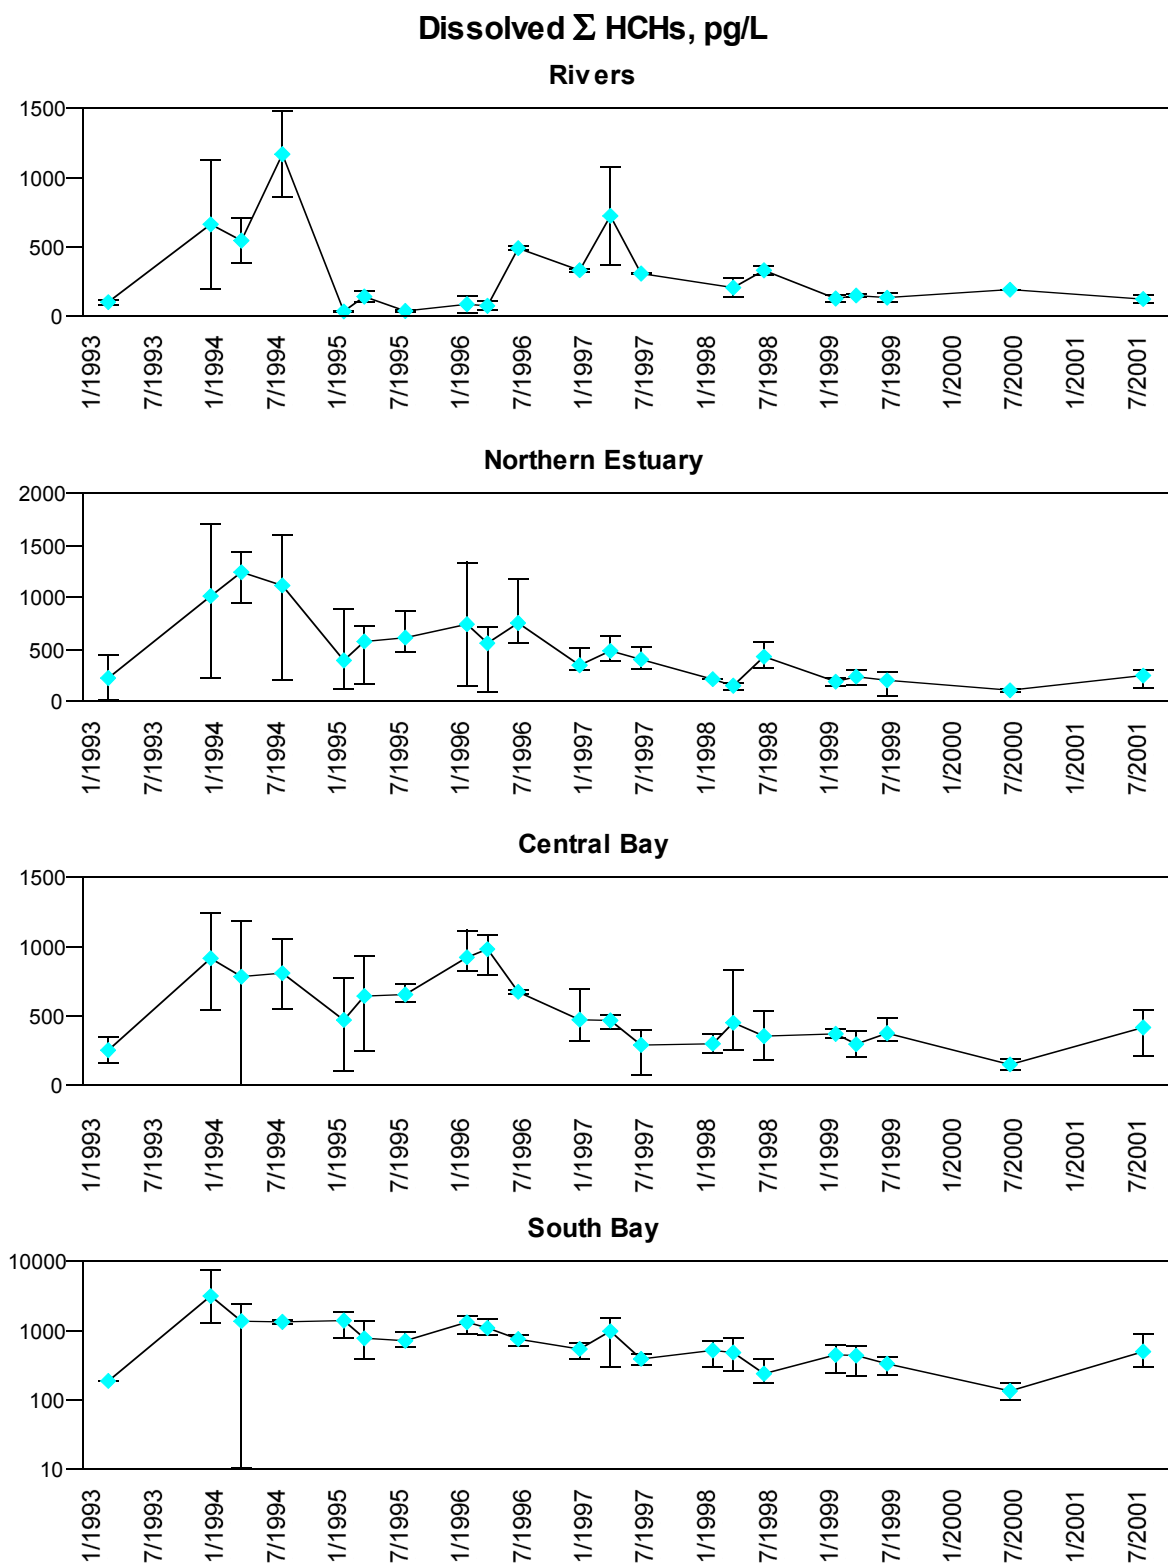 Dissolved Σ HCHs, pg/L
Rivers
1500
1000
500
0
1/1993 7/1993 1/1994 7/1994 1/1995 7/1995 1/1996 7/1996 1/1997 7/1997 1/1998 7/1998 1/1999 7/1999 1/2000 7/2000 1/2001 7/2001
Northern Estuary
2000
1500
1000
500
0
1/1993 7/1993 1/1994 7/1994 1/1995 7/1995 1/1996 7/1996 1/1997 7/1997 1/1998 7/1998 1/1999 7/1999 1/2000 7/2000 1/2001 7/2001
Central Bay
1500
1000
500
0
1/1993 7/1993 1/1994 7/1994 1/1995 7/1995 1/1996 7/1996 1/1997 7/1997 1/1998 7/1998 1/1999 7/1999 1/2000 7/2000 1/2001 7/2001
South Bay
10000
1000
100
10
1/1993 7/1993 1/1994 7/1994 1/1995 7/1995 1/1996 7/1996 1/1997 7/1997 1/1998 7/1998 1/1999 7/1999 1/2000 7/2000 1/2001 7/2001